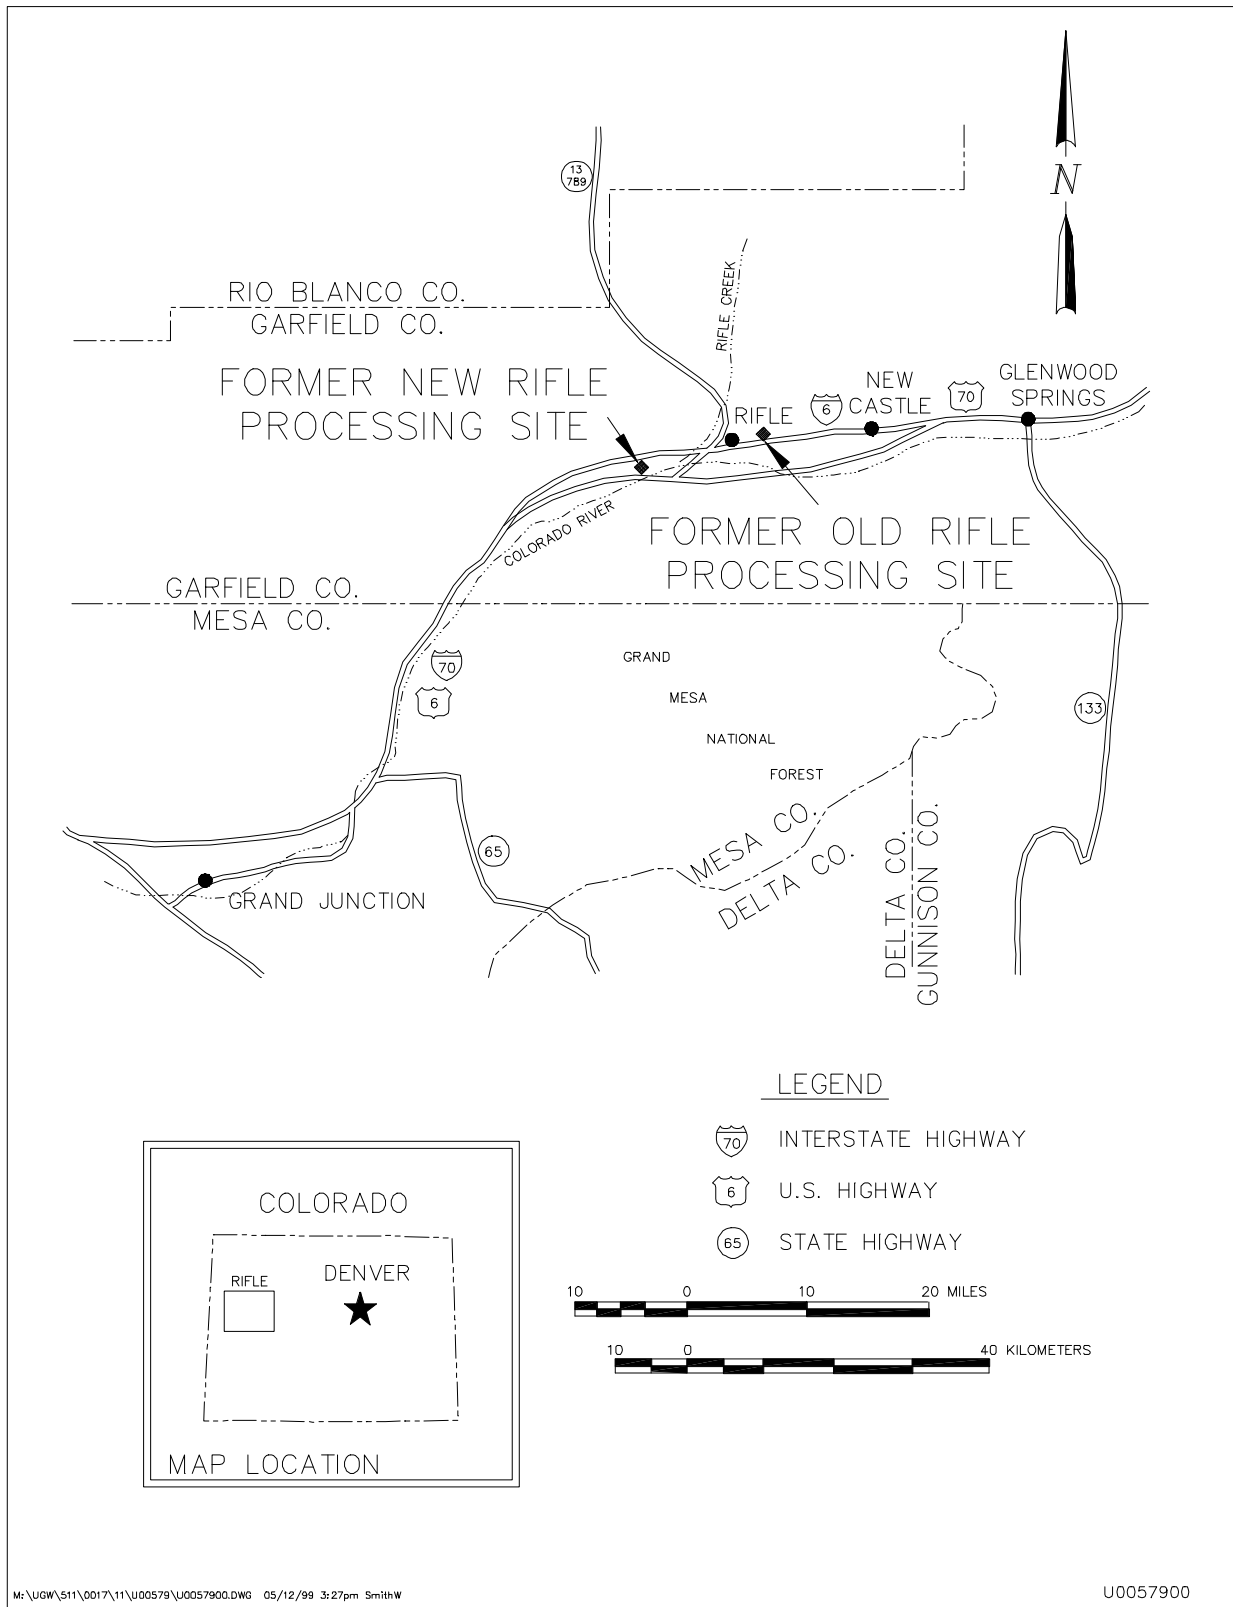 N
13
789
RIFLE CREEK
RIO BLANCO CO.
GARFIELD CO.
FORMER NEW RIFLE
PROCESSING SITE
RIFLE
6
NEW
CASTLE
70
GLENWOOD
SPRINGS
COLORADO RIVER
FORMER OLD RIFLE
PROCESSING SITE
GARFIELD CO.
MESA CO.
70
6
GRAND
MESA
NATIONAL
FOREST
133
65
MESA CO.
DELTA CO.
DELTA CO.
GUNNISON CO.
GRAND JUNCTION
LEGEND
70 INTERSTATE HIGHWAY
6 U.S. HIGHWAY
65 STATE HIGHWAY
10 0 10 20 MILES
10 0 40 KILOMETERS
COLORADO
RIFLE
DENVER
MAP LOCATION
M:\UGW\511\0017\11\U00579\U0057900.DWG 05/12/99 3:27pm SmithW
U0057900